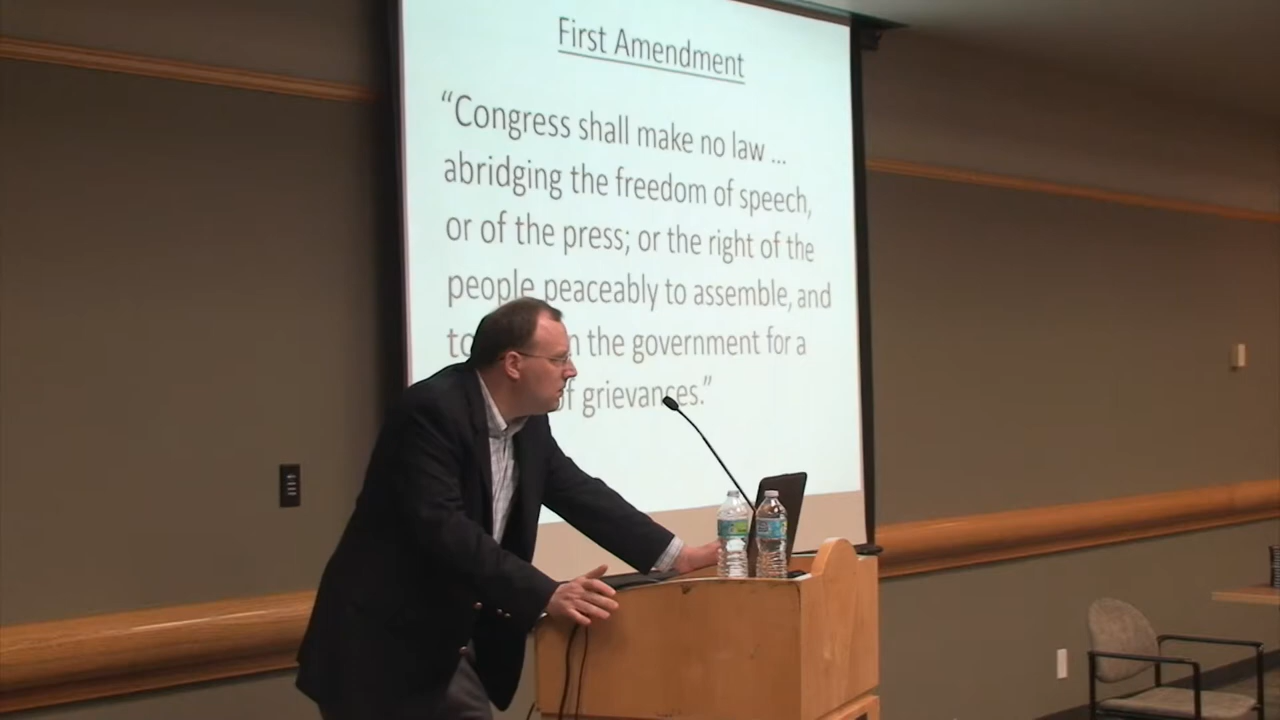 First Amendment
“Congress shall make no law ...
abridging the freedom of speech,
or of the press; or the right of the
people peaceably to assemble, and
the government for a
of grievances.”